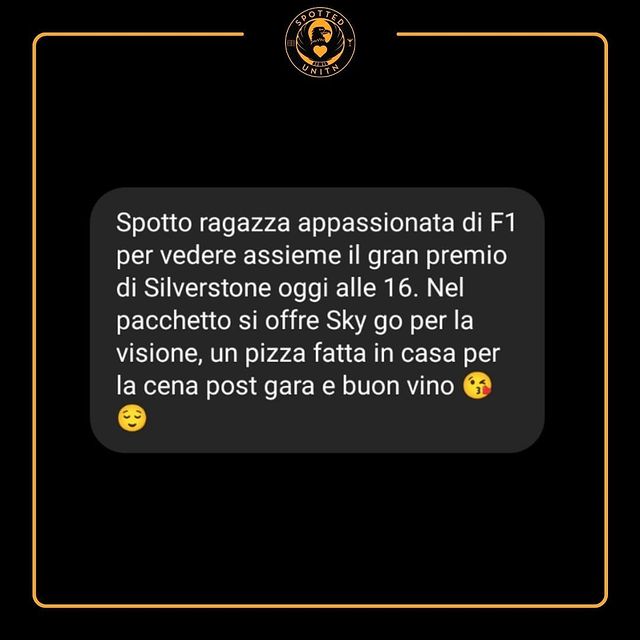 SPOTTED
UNITN
Spotto ragazza appassionata di F1
per vedere assieme il gran premio
di Silverstone oggi alle 16. Nel
pacchetto si offre Sky go per la
visione, un pizza fatta in casa per
la cena post gara e buon vino 😘
😌